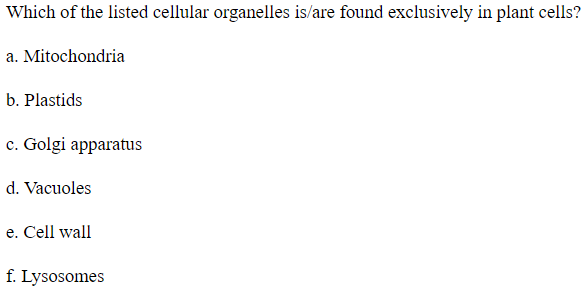 Which of the listed cellular organelles is/are found exclusively in plant cells?
a. Mitochondria
b. Plastids
c. Golgi apparatus
d. Vacuoles
e. Cell wall
f. Lysosomes